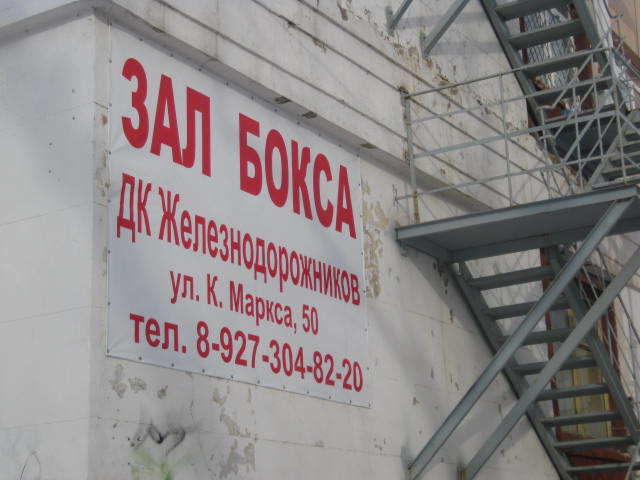 ЗАЛ БОКСА
ДК Железнодорожников
ул. К. Маркса, 50
тел. 8-927-304-82-20